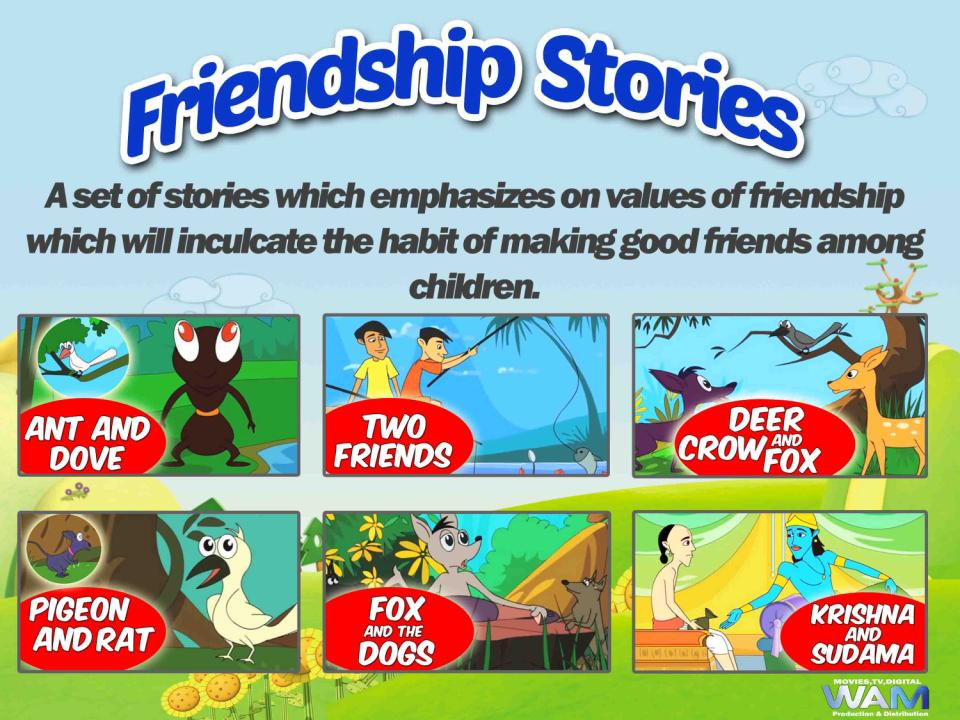 Friendship Stories
A set of stories which emphasizes on values of friendship
which will inculcate the habit of making good friends among
children.
ANT AND
DOVE
TWO
FRIENDS
DEER
CROW AND
FOX
PIGEON
AND RAT
FOX
AND THE
DOGS
KRISHNA
AND
SUDAMA
MOVIES,TV,DIGITAL
WAM
Production & Distribution